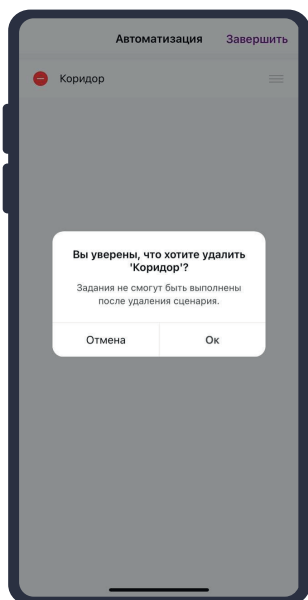 Автоматизация
Завершить
Коридор
Вы уверены, что хотите удалить
'Коридор'?
Задания не смогут быть выполнены
после удаления сценария.
Отмена
Ок